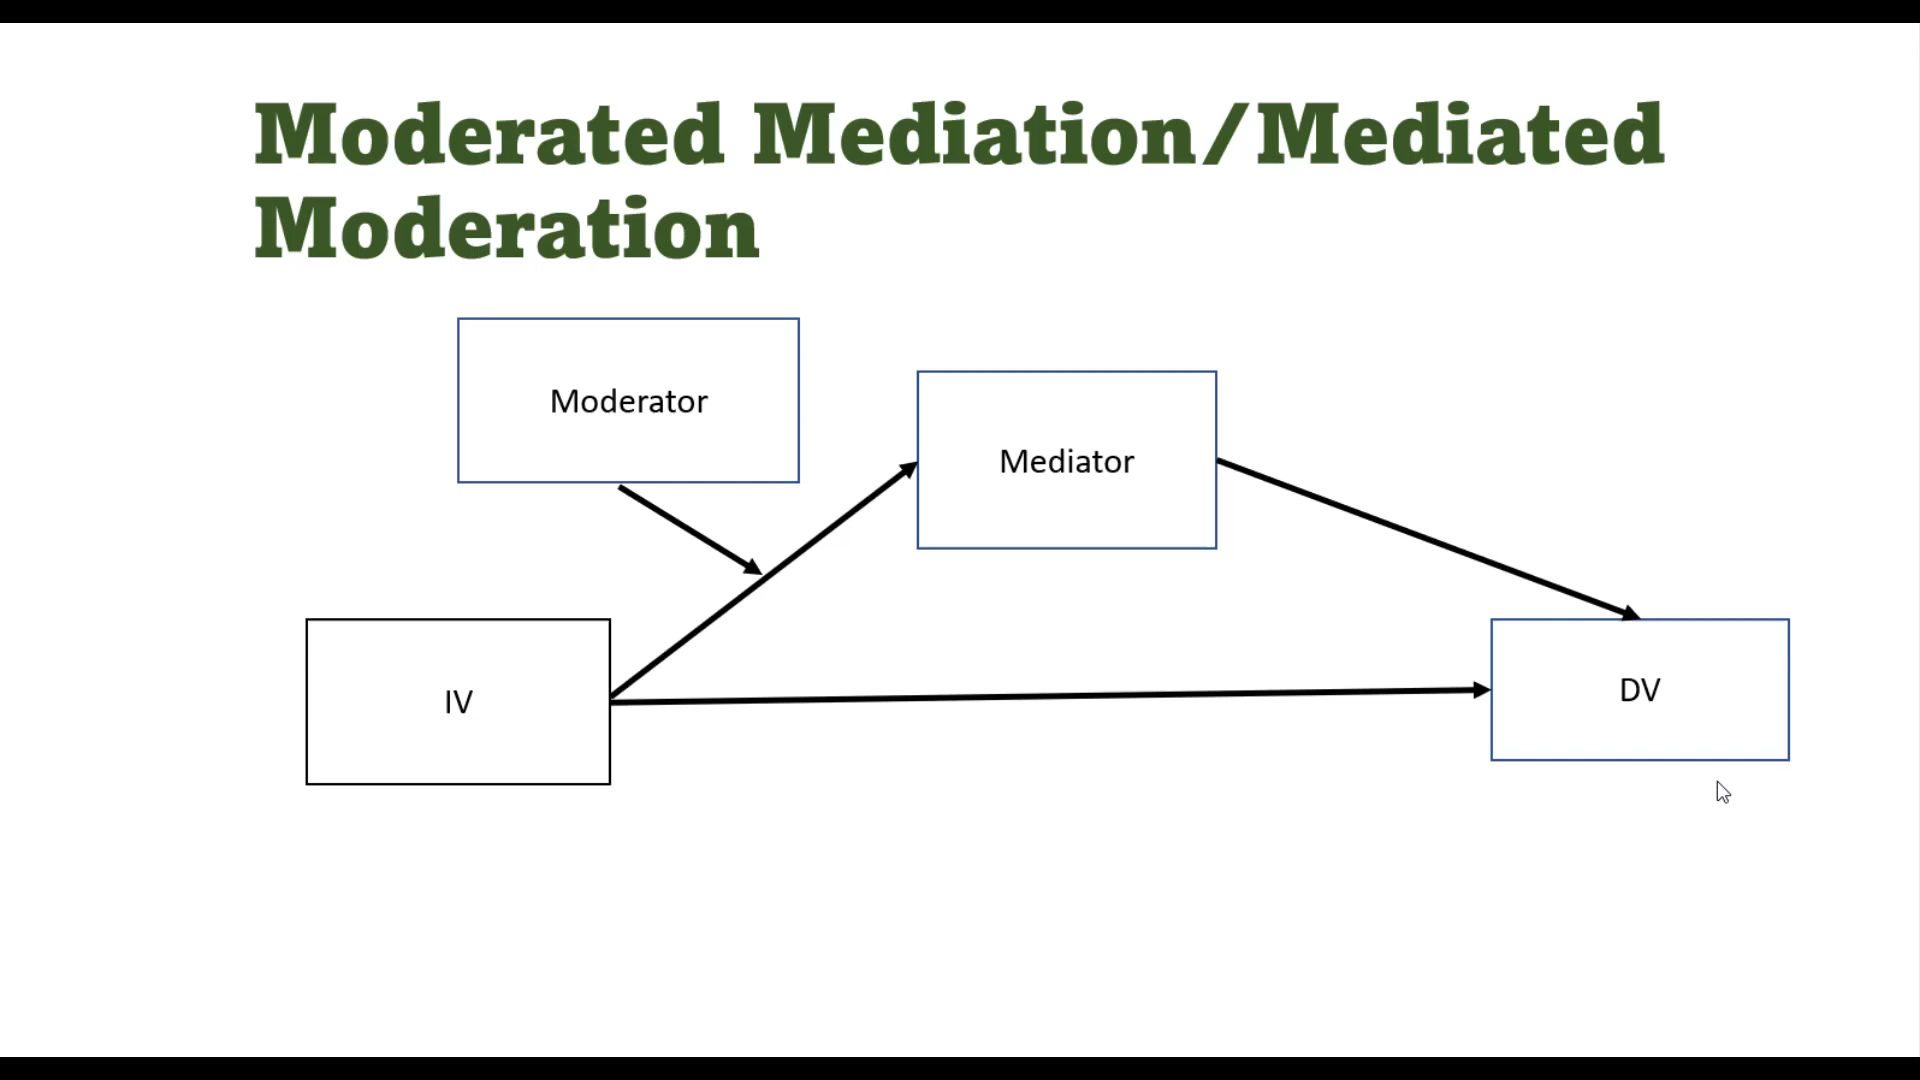 Moderated Mediation/Mediated
Moderation
Moderator
Mediator
IV
DV